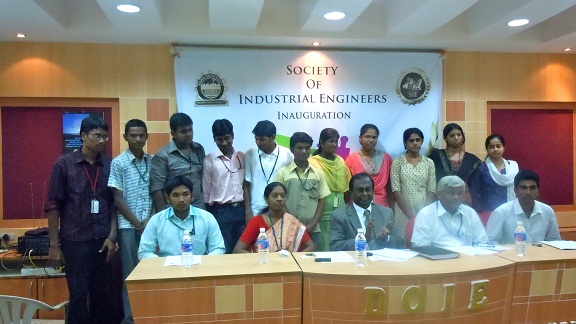 SOCIETY
OF
INDUSTRIAL ENGINEERS
INAUGURATION
DOIE